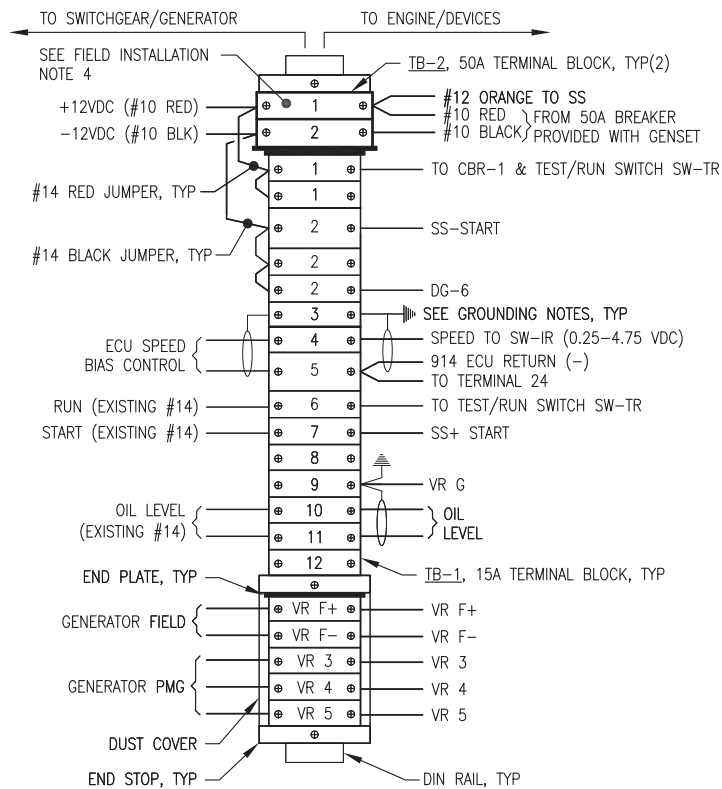 TO SWITCHGEAR/GENERATOR
TO ENGINE/DEVICES
SEE FIELD INSTALLATION
NOTE 4
TB-2, 50A TERMINAL BLOCK, TYP(2)
+12VDC (#10 RED)
1
#12 ORANGE TO SS
#10 RED
#10 BLACK
FROM 50A BREAKER
PROVIDED WITH GENSET
-12VDC (#10 BLK)
2
1
TO CBR-1 & TEST/RUN SWITCH SW-TR
#14 RED JUMPER, TYP
1
2
SS-START
#14 BLACK JUMPER, TYP
2
2
DG-6
3
SEE GROUNDING NOTES, TYP
ECU SPEED
BIAS CONTROL
4
SPEED TO SW-IR (0.25-4.75 VDC)
5
914 ECU RETURN (-)
TO TERMINAL 24
RUN (EXISTING #14)
6
TO TEST/RUN SWITCH SW-TR
START (EXISTING #14)
7
SS+ START
8
9
VR G
OIL LEVEL
(EXISTING #14)
10
11
OIL
LEVEL
12
TB-1, 15A TERMINAL BLOCK, TYP
END PLATE, TYP
GENERATOR FIELD
VR F+
VR F+
VR F-
VR F-
GENERATOR PMG
VR 3
VR 3
VR 4
VR 4
VR 5
VR 5
DUST COVER
END STOP, TYP
DIN RAIL, TYP